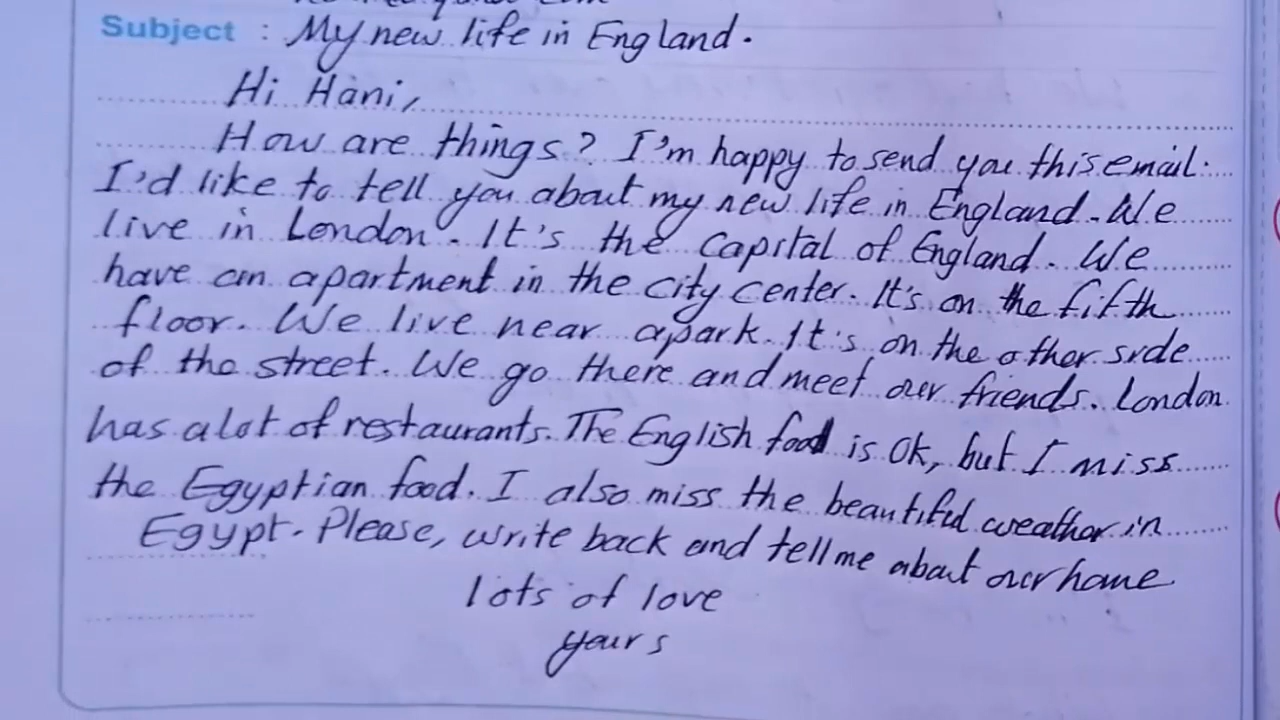 Subject : My new life in England.
Hi Hani,
How are things? I'm happy to send you this email.
I'd like to tell you about my new life in England. We
live in London. It's the capital of England. We
have an apartment in the city center. It's on the fifth
floor. We live near a park. It's on the other side
of the street. We go there and meet our friends. London
has a lot of restaurants. The English food is Ok, but I miss
the Egyptian food. I also miss the beautiful weather in
Egypt. Please, write back and tell me about our home
lots of love
yours